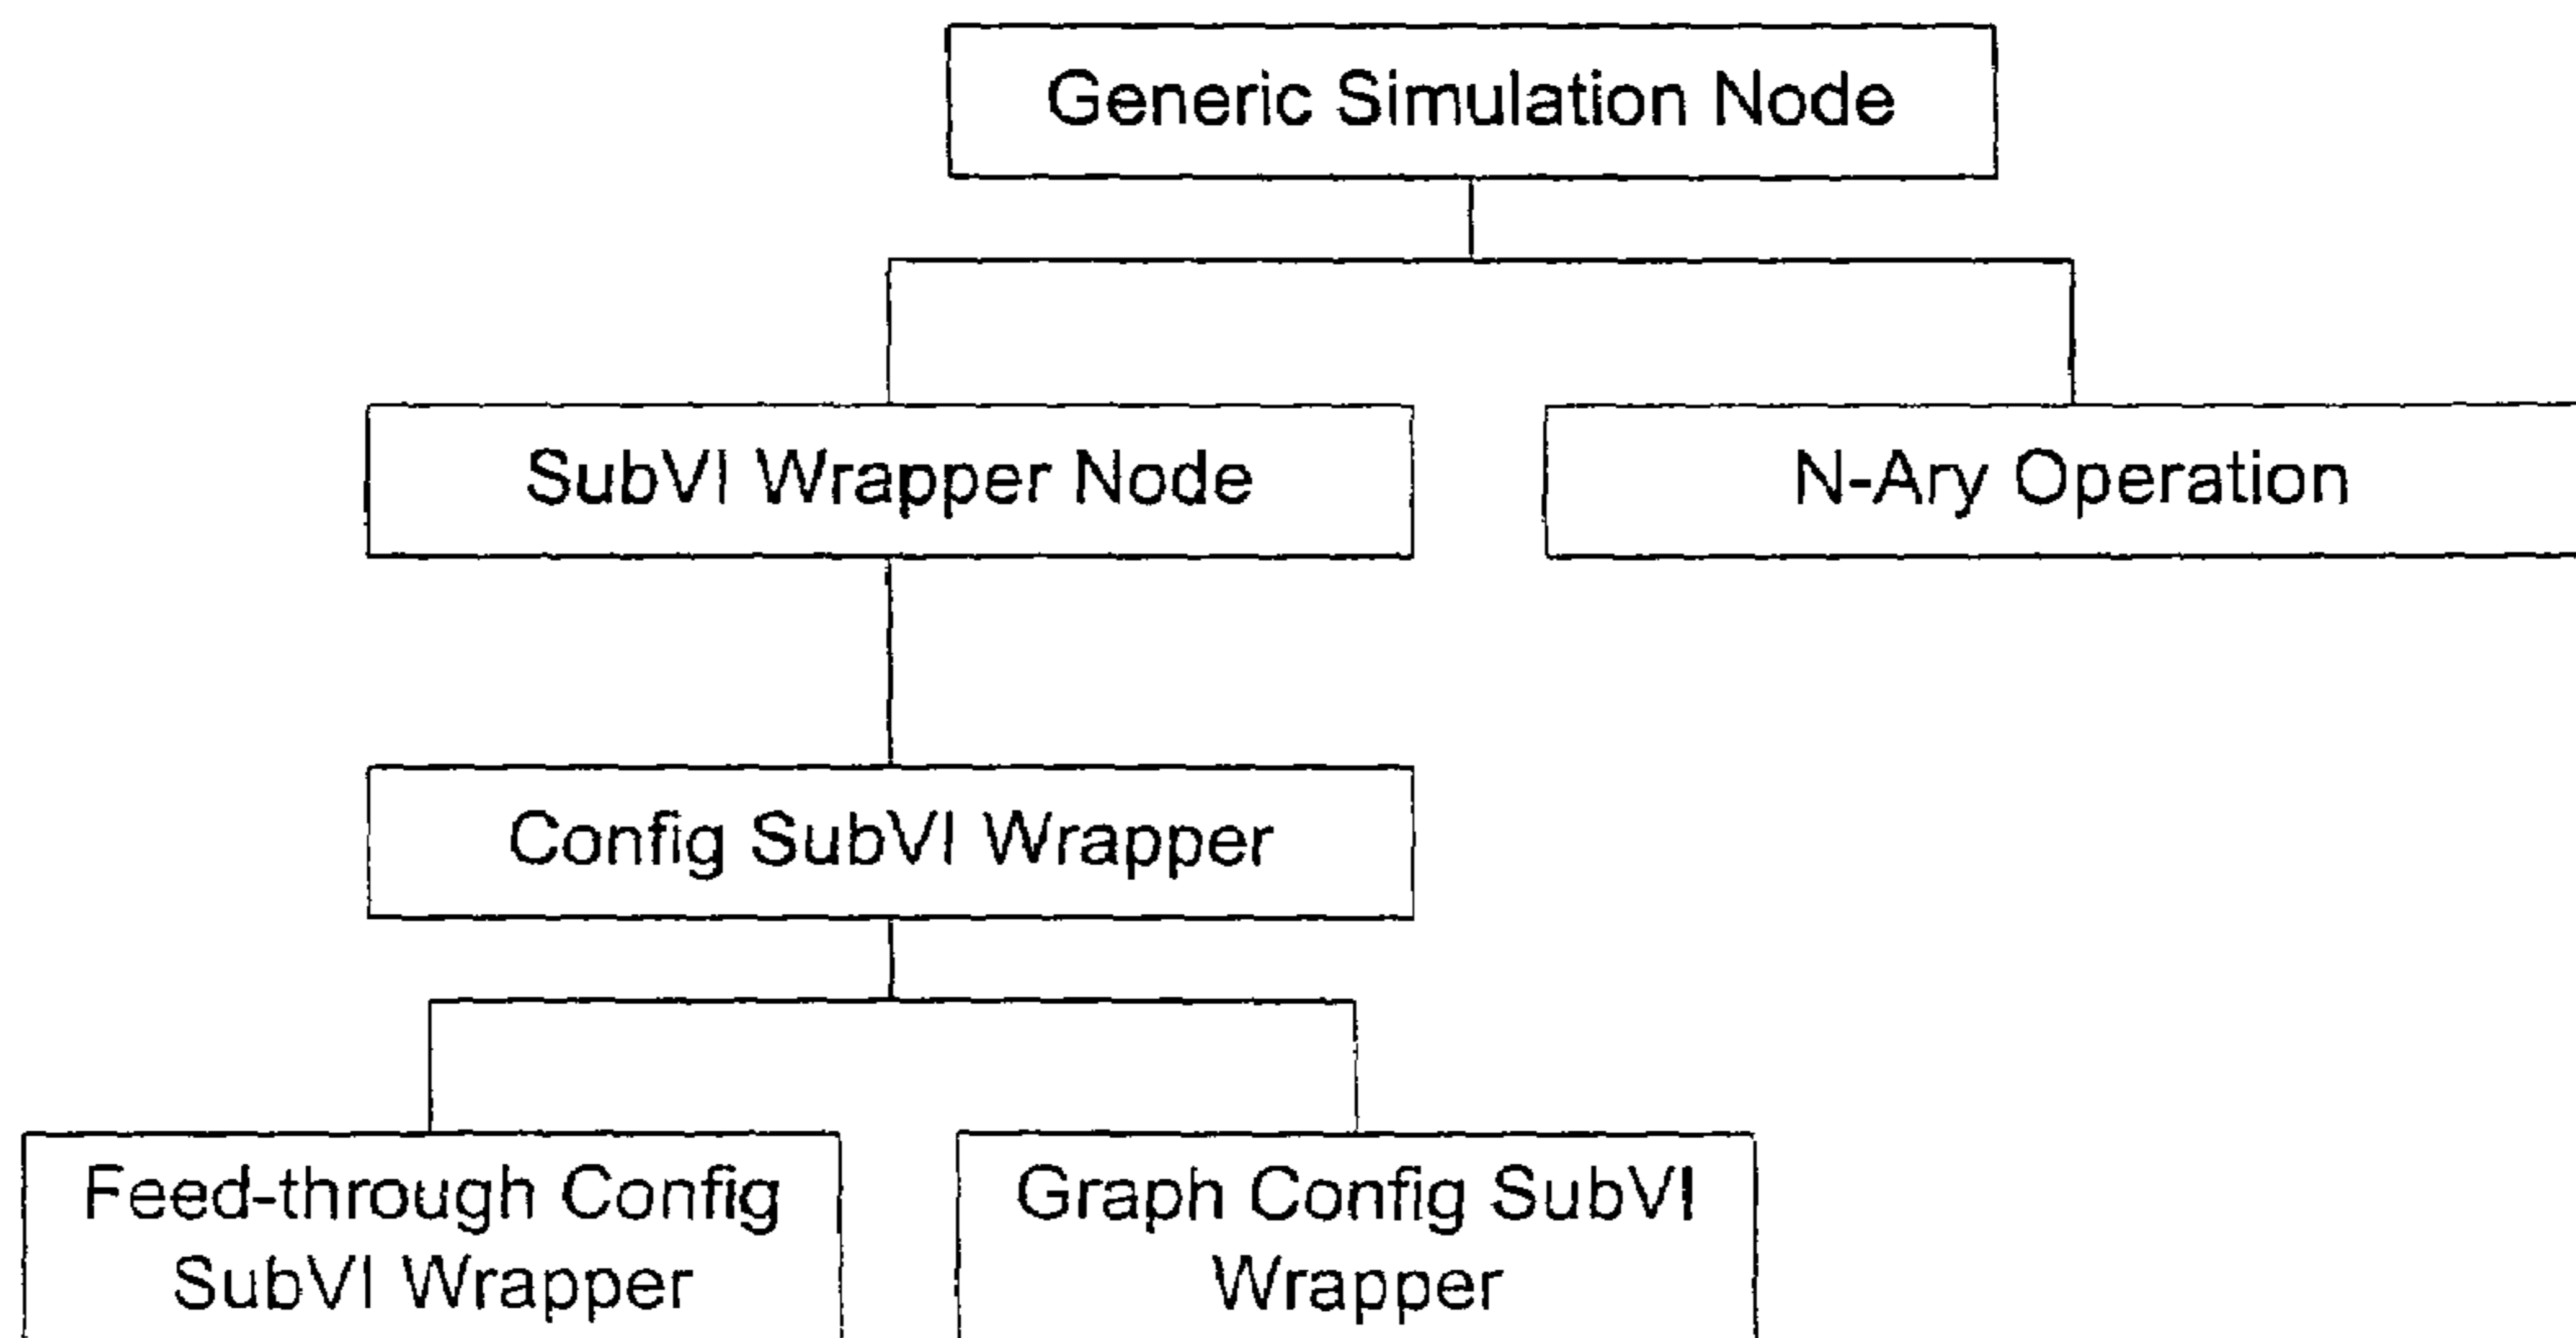 Generic Simulation Node
SubVI Wrapper Node
N-Ary Operation
Config SubVI Wrapper
Feed-through Config
SubVI Wrapper
Graph Config SubVI
Wrapper